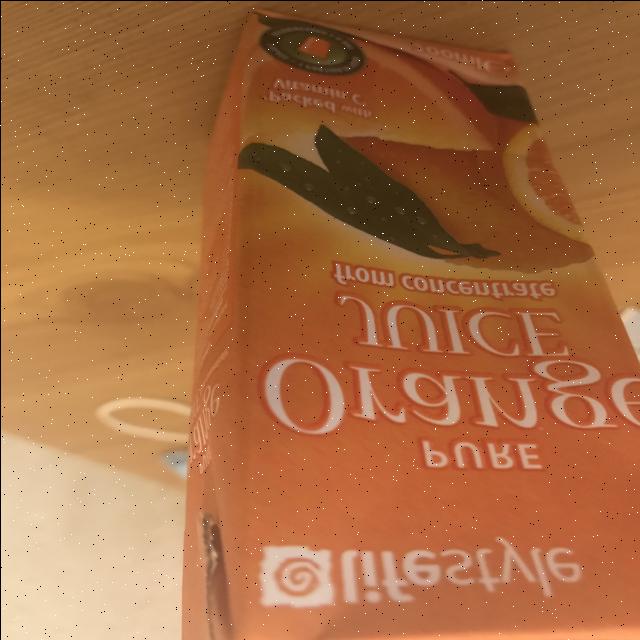 lifestyle
PURE
Orange
JUICE
from concentrate
Packed with
Vitamin C